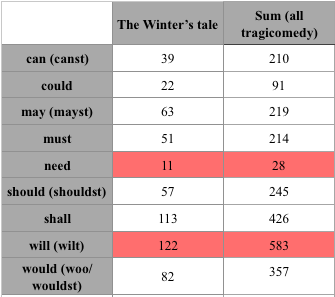 The Winter's tale Sum (all
tragicomedy)
can (canst) 39 210
could 22 91
may (mayst) 63 219
must 51 214
need 11 28
should (shouldst) 57 245
shall 113 426
will (wilt) 122 583
would (woo/
wouldst) 82 357